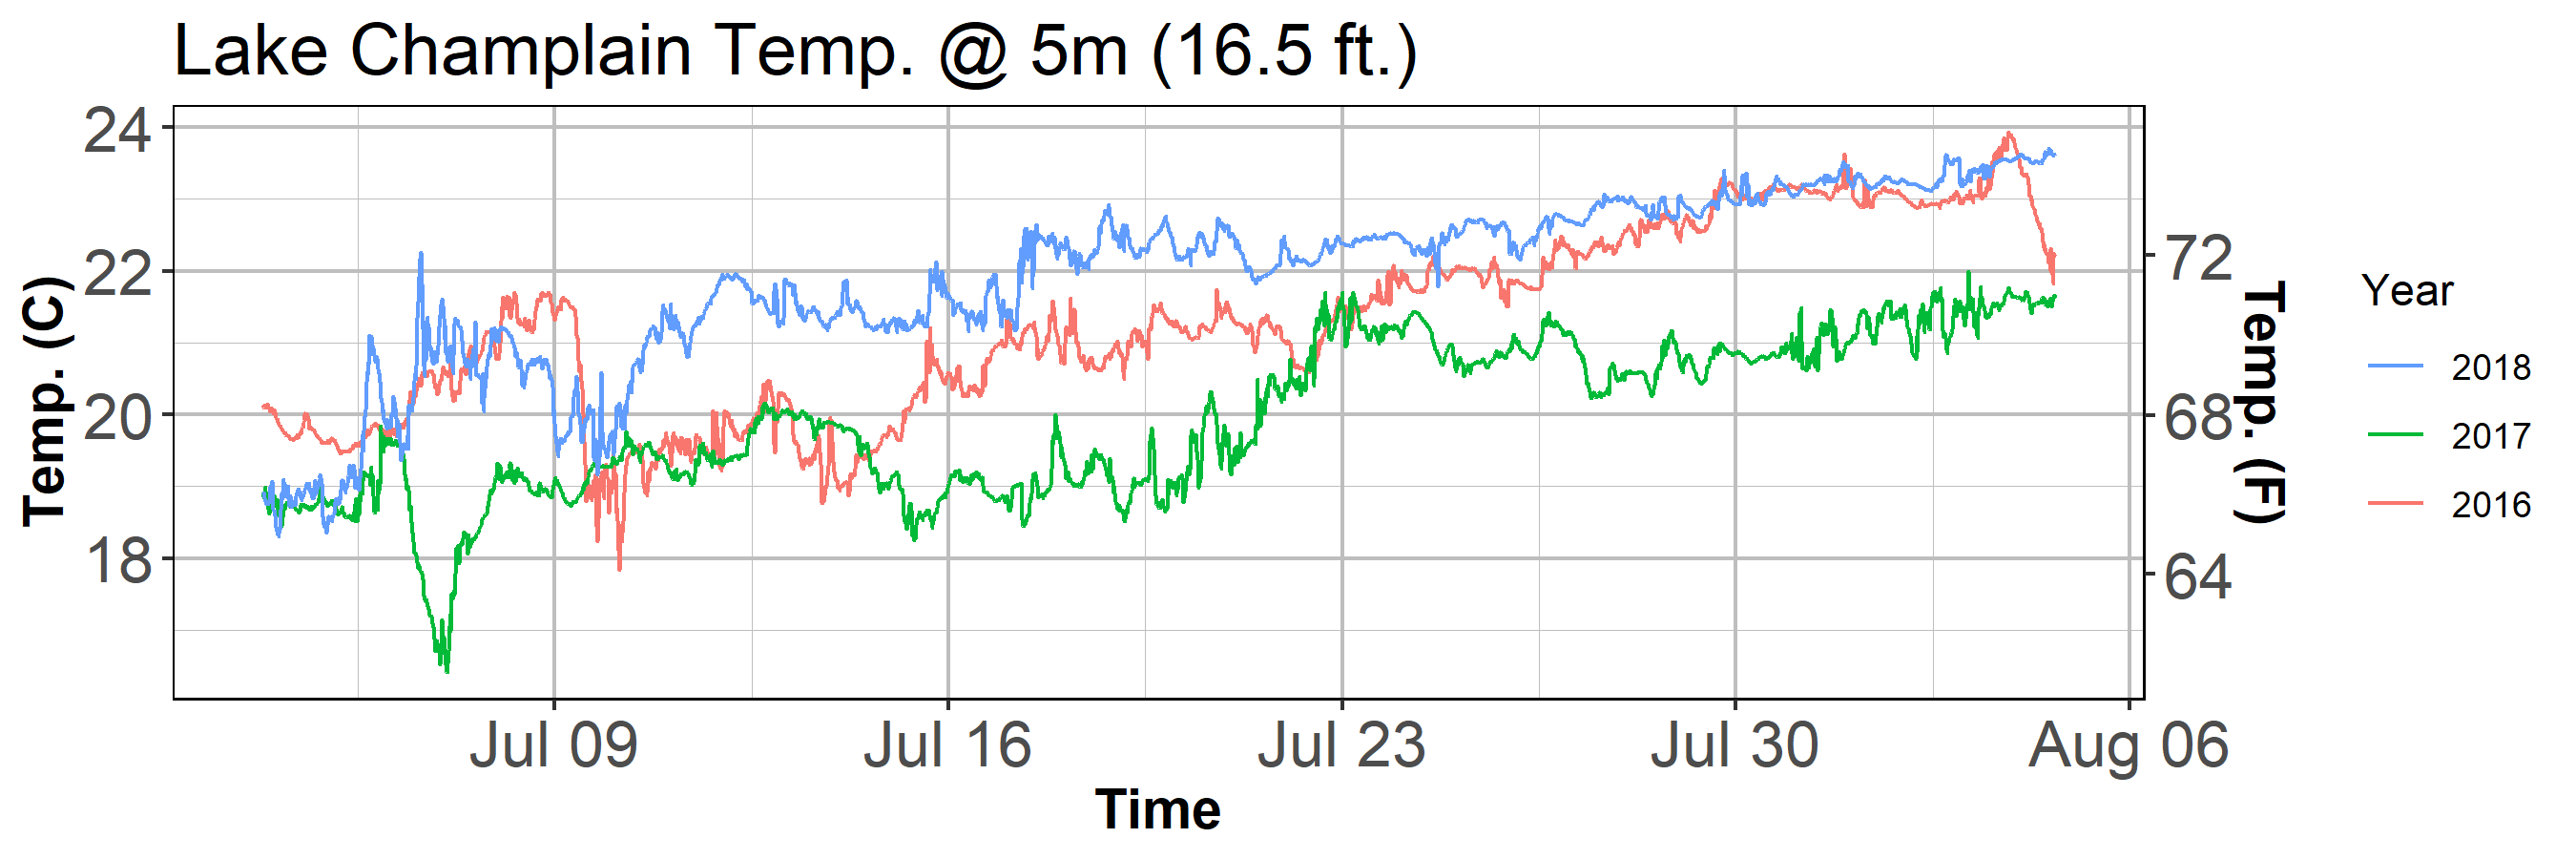 Lake Champlain Temp. @ 5m (16.5 ft.)
24
22
20
18
Temp. (C)
72
68
64
Temp. (F)
Jul 09
Jul 16
Jul 23
Jul 30
Aug 06
Time
Year
2018
2017
2016